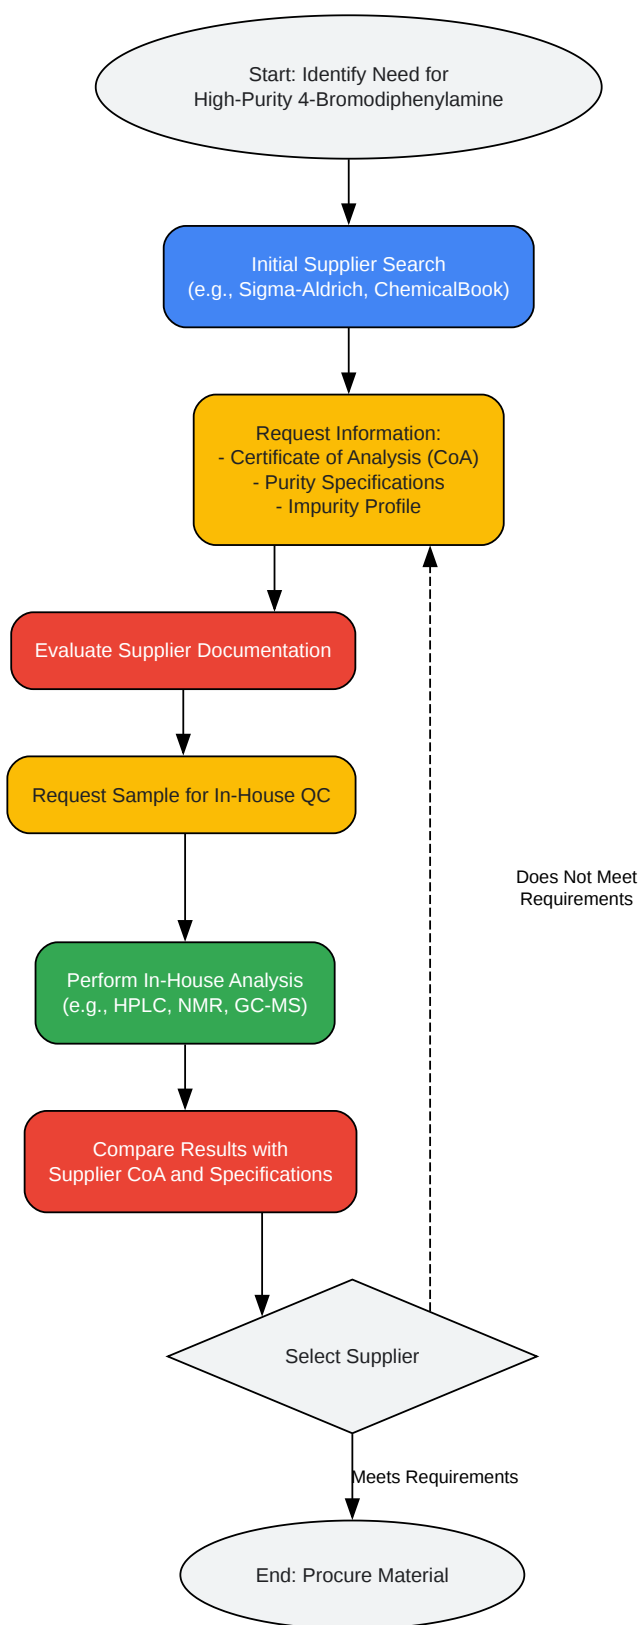 Start: Identify Need for
High-Purity 4-Bromodiphenylamine
Initial Supplier Search
(e.g., Sigma-Aldrich, ChemicalBook)
Request Information:
- Certificate of Analysis (CoA)
- Purity Specifications
- Impurity Profile
Evaluate Supplier Documentation
Request Sample for In-House QC
Does Not Meet
Requirements
Perform In-House Analysis
(e.g., HPLC, NMR, GC-MS)
Compare Results with
Supplier CoA and Specifications
Select Supplier
Meets Requirements
End: Procure Material